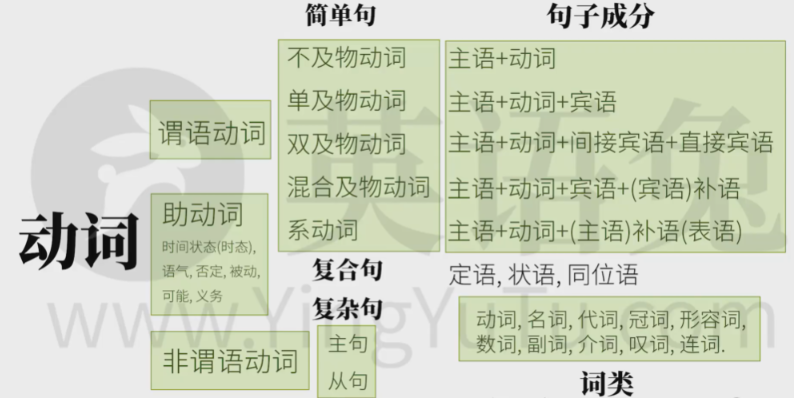 简单句
句子成分
不及物动词
主语+动词
单及物动词
主语+动词+宾语
谓语动词
双及物动词
主语+动词+间接宾语+直接宾语
混合及物动词
主语+动词+宾语+(宾语)补语
系动词
主语+动词+(主语)补语(表语)
动词
助动词
时间状态(时态),
语气, 否定, 被动,
可能, 义务
复合句
定语, 状语, 同位语
复杂句
动词, 名词, 代词, 冠词, 形容词,
数词, 副词, 介词, 叹词, 连词.
非谓语动词
主句
从句
词类
英语兔
www.YingYuTu.com